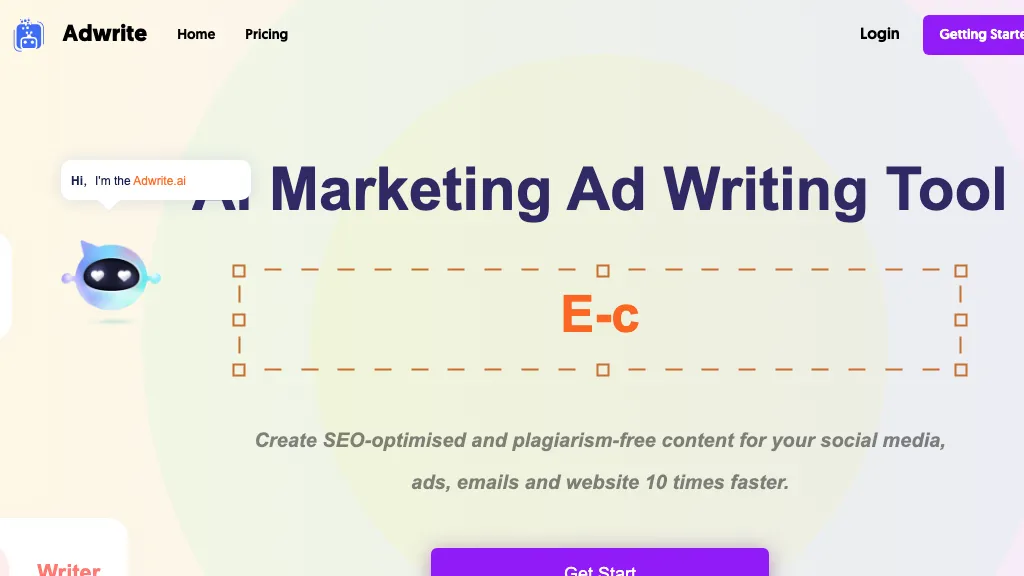 Adwrite
Home
Pricing
Login
Getting Starte
Hi, I'm the Adwrite.ai
AI Marketing Ad Writing Tool
E-c
Create SEO-optimised and plagiarism-free content for your social media,
ads, emails and website 10 times faster.
Writer
Get Start